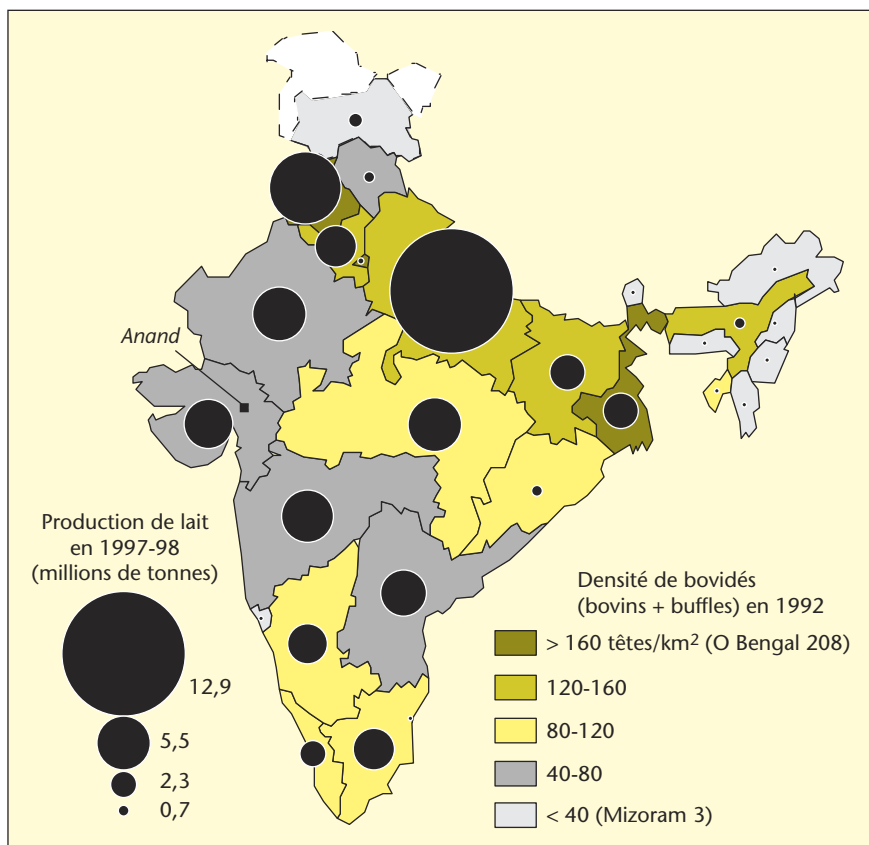 Anand
Production de lait
en 1997-98
(millions de tonnes)
12,9
5,5
2,3
0,7
Densité de bovidés
(bovins + buffles) en 1992
> 160 têtes/km² (O Bengal 208)
120-160
80-120
40-80
< 40 (Mizoram 3)